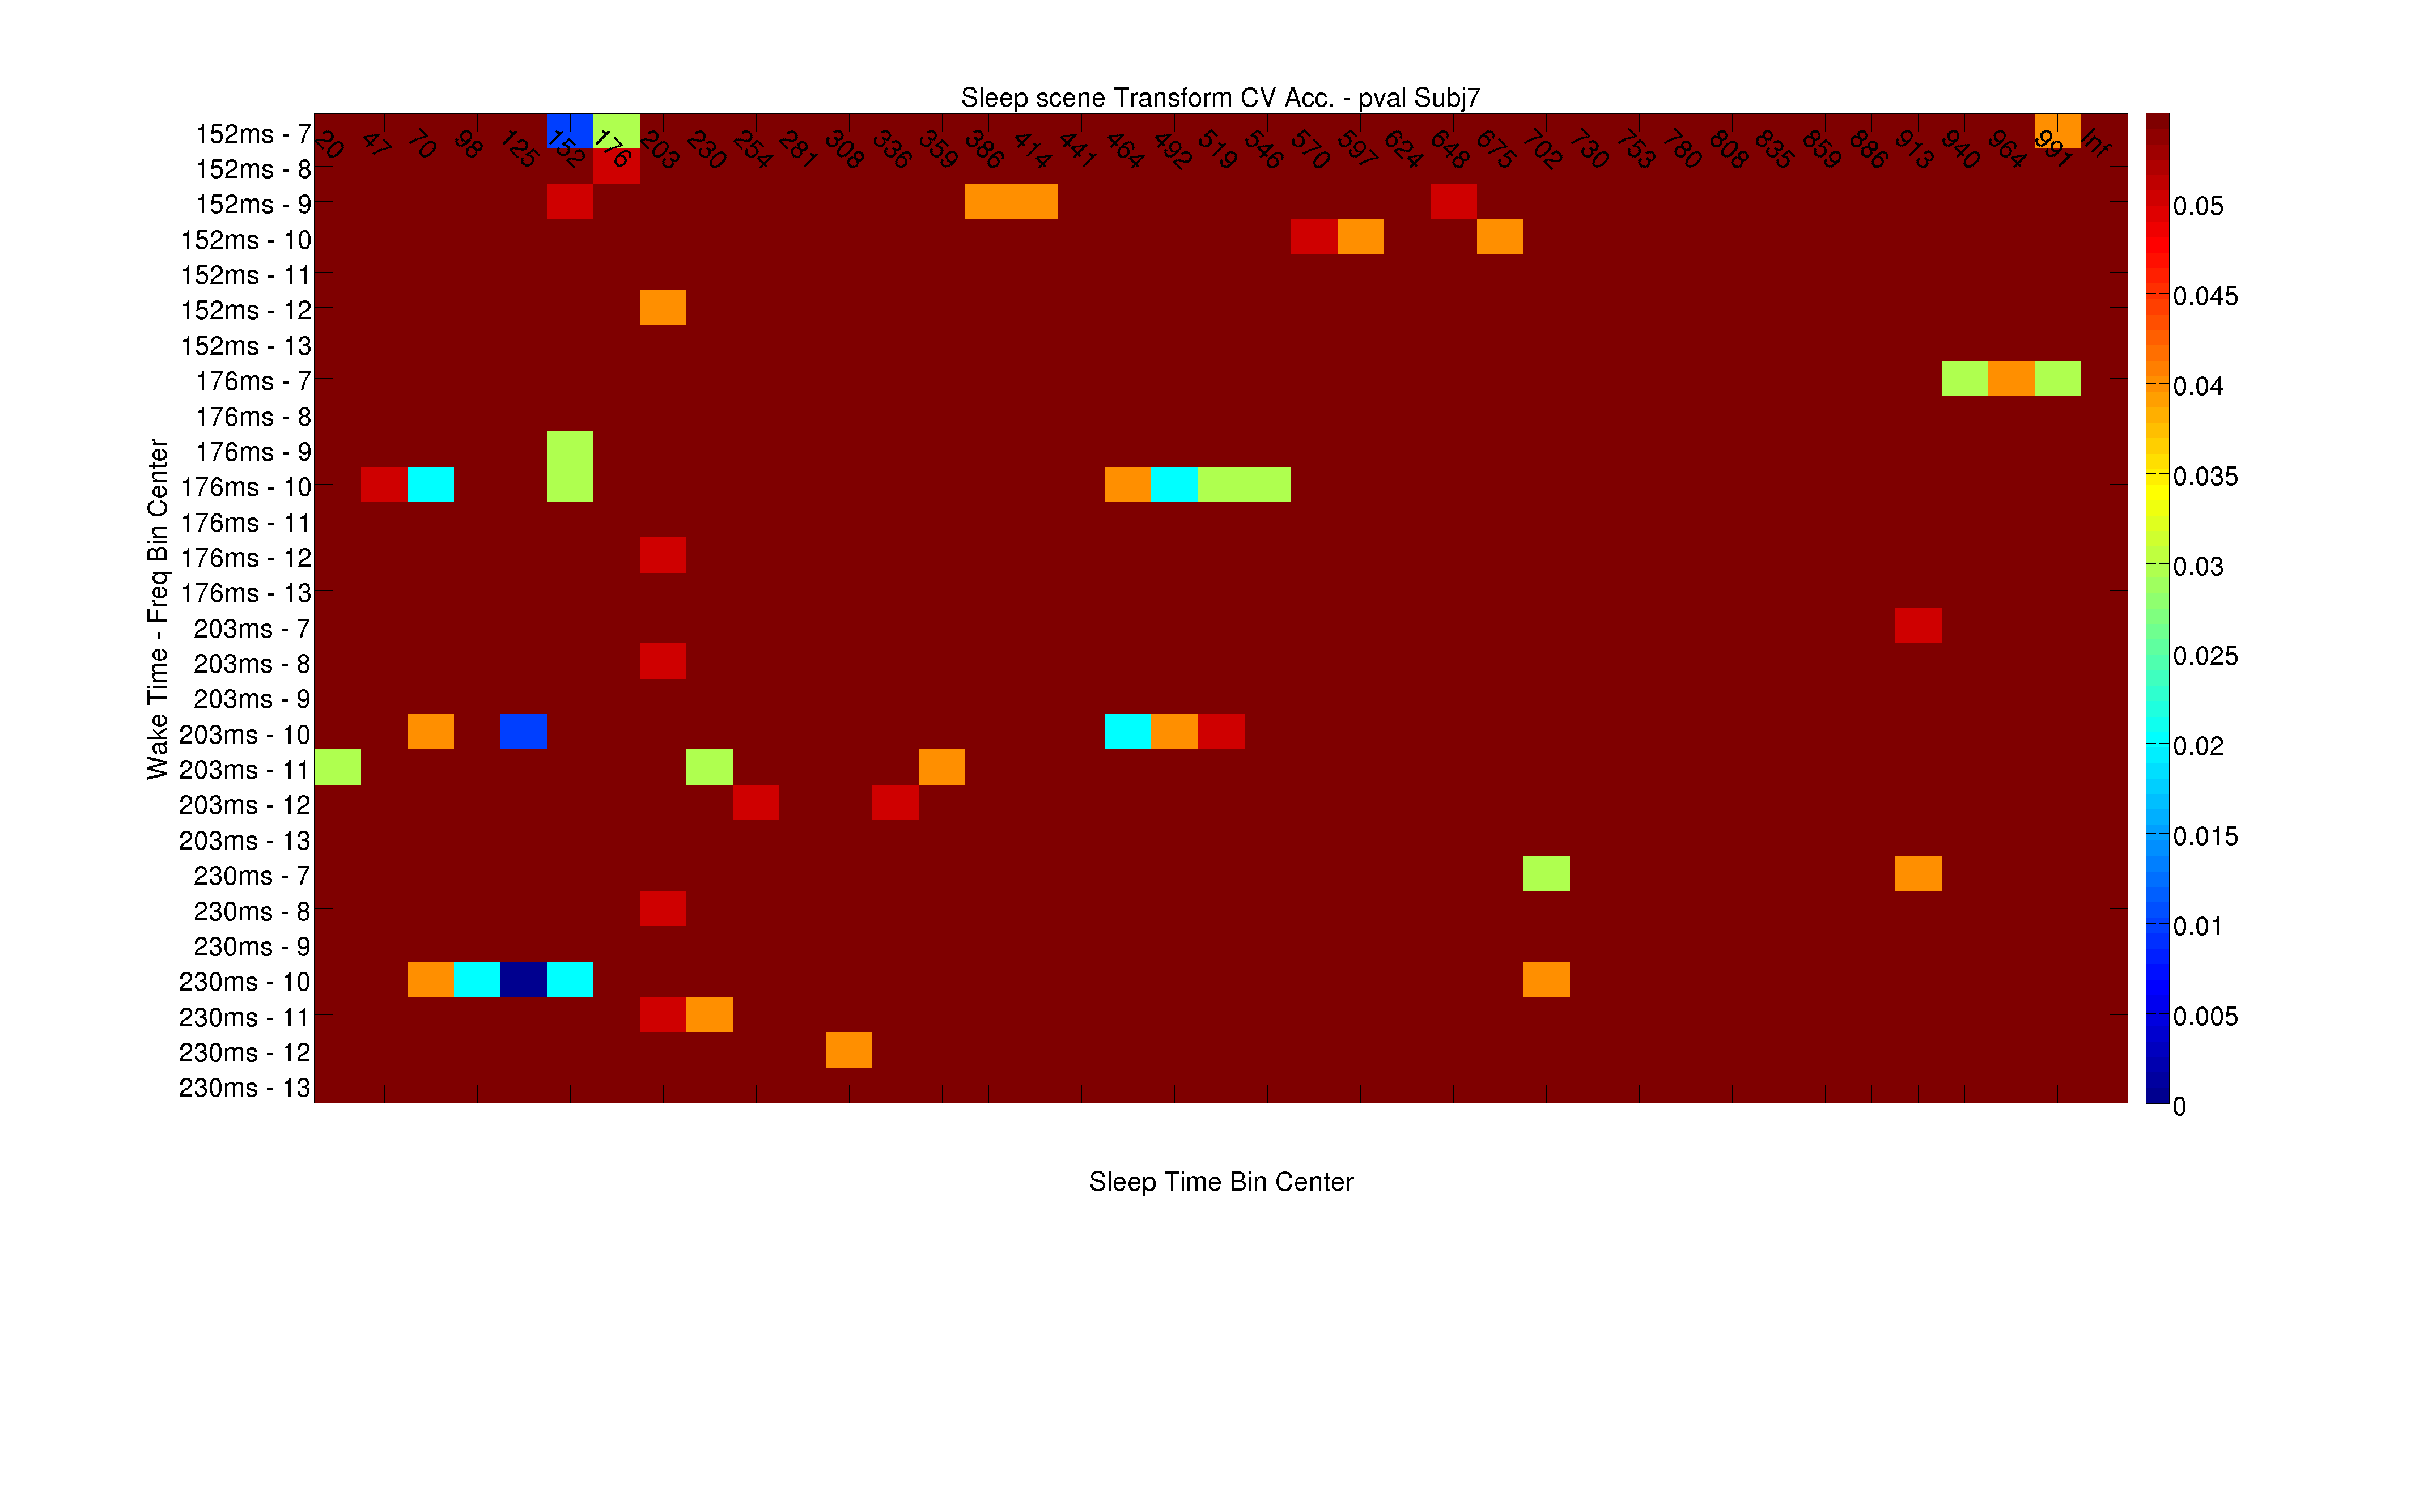 Sleep scene Transform CV Acc. - pval Subj7
152ms - 7
152ms - 8
152ms - 9
152ms - 10
152ms - 11
152ms - 12
152ms - 13
176ms - 7
176ms - 8
176ms - 9
176ms - 10
176ms - 11
176ms - 12
176ms - 13
203ms - 7
203ms - 8
203ms - 9
203ms - 10
203ms - 11
203ms - 12
203ms - 13
230ms - 7
230ms - 8
230ms - 9
230ms - 10
230ms - 11
230ms - 12
230ms - 13
Wake Time - Freq Bin Center
20
47
70
98
125
152
176
203
230
254
281
308
336
359
386
414
441
464
492
519
546
570
597
624
648
675
702
730
753
780
808
835
859
886
913
940
964
991
Inf
0.05
0.045
0.04
0.035
0.03
0.025
0.02
0.015
0.01
0.005
0
Sleep Time Bin Center